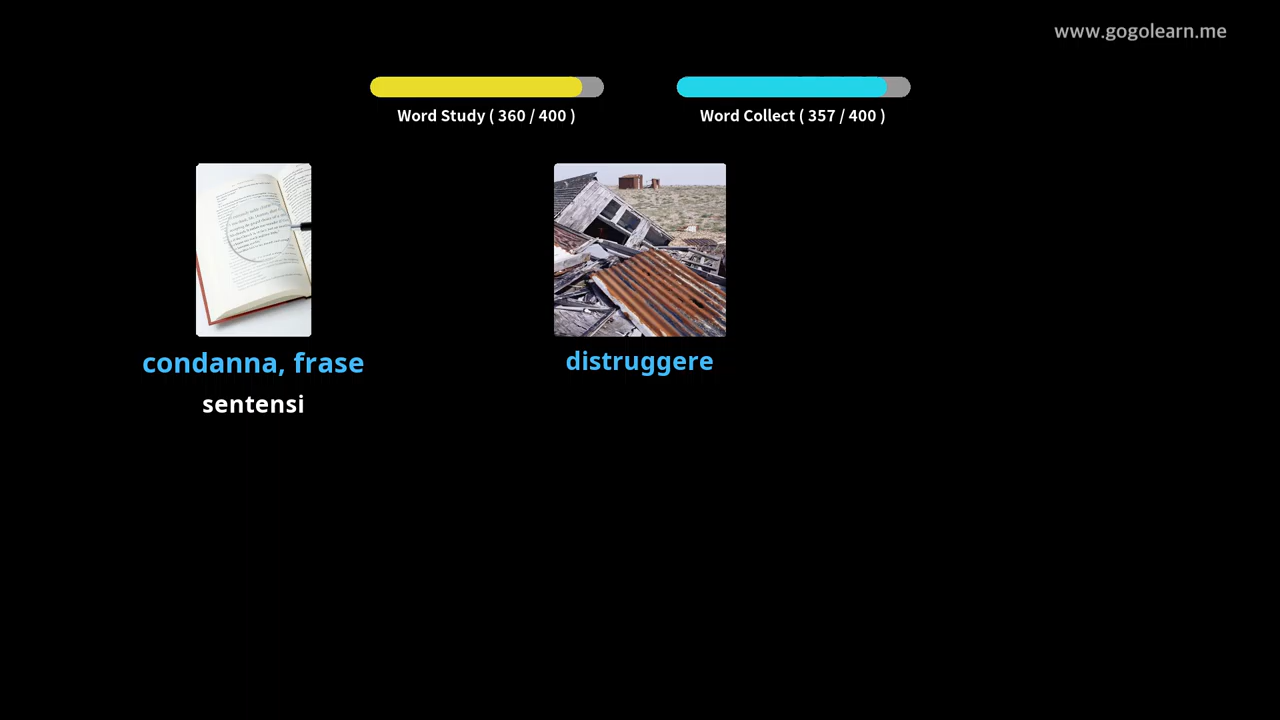 www.gogolearn.me
Word Study ( 360 / 400 )
Word Collect ( 357 / 400 )
condanna, frase
sentensi
distruggere